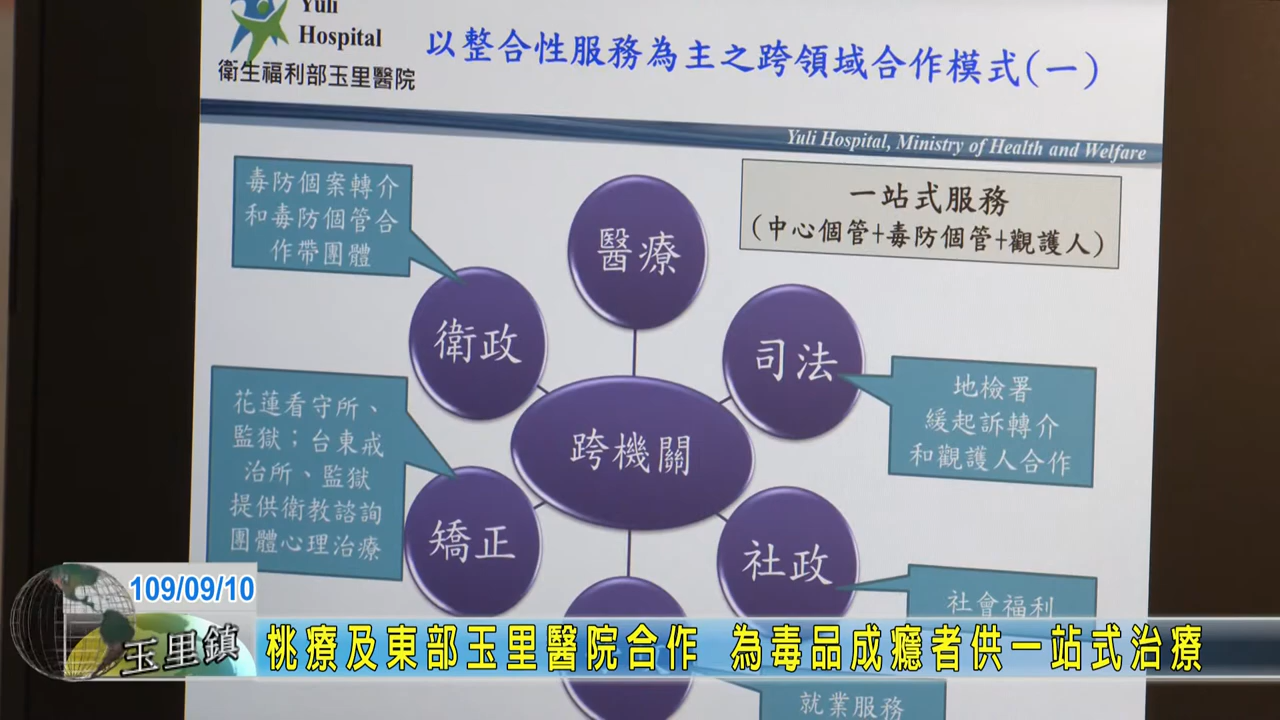 Yuli
Hospital
衛生福利部玉里醫院
以整合性服務為主之跨領域合作模式(一)
Yuli Hospital, Ministry of Health and Welfare
毒防個案轉介
和毒防個管合
作帶團體
一站式服務
(中心個管+毒防個管+觀護人)
醫療
衛政
司法
花蓮看守所、
監獄；台東戒
治所、監獄
提供衛教諮詢
團體心理治療
地檢署
緩起訴轉介
和觀護人合作
跨機關
矯正
社政
社會福利
109/09/10
玉里鎮
桃療及東部玉里醫院合作 為毒品成癮者供一站式治療
就業服務